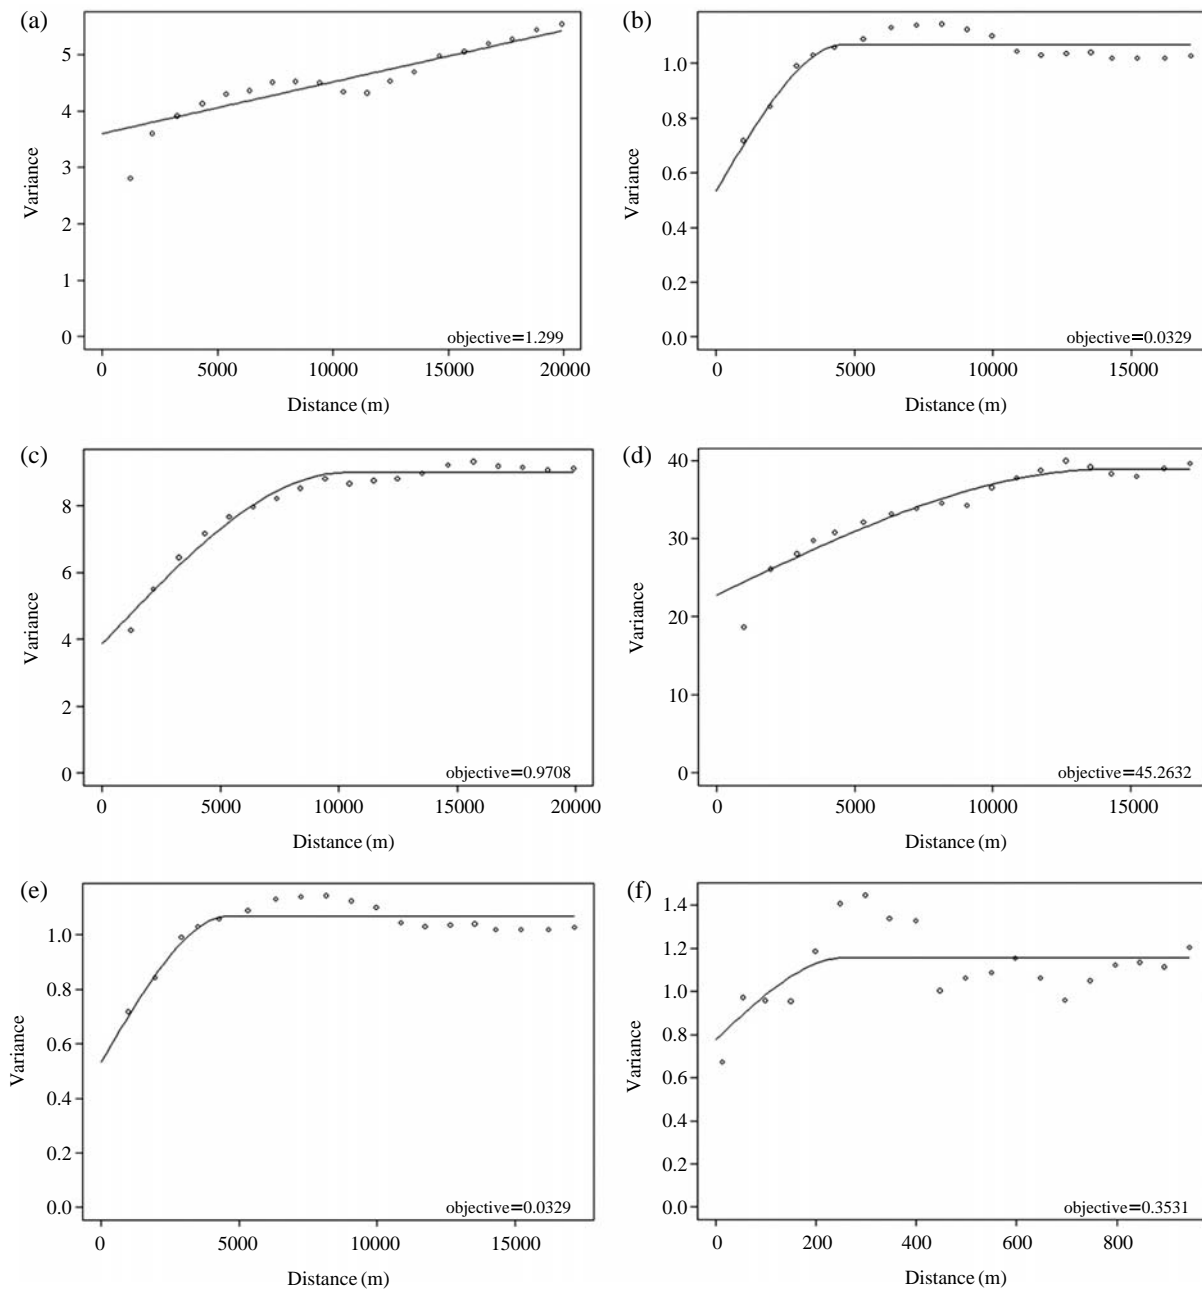 (a)
5
4
3
2
1
0
Variance
objective=1.299
0 5000 10000 15000 20000
Distance (m)
(b)
1.0
0.8
0.6
0.4
0.2
0.0
Variance
objective=0.0329
0 5000 10000 15000
Distance (m)
(c)
8
6
4
2
0
Variance
objective=0.9708
0 5000 10000 15000 20000
Distance (m)
(d)
40
30
20
10
0
Variance
objective=45.2632
0 5000 10000 15000
Distance (m)
(e)
1.0
0.8
0.6
0.4
0.2
0.0
Variance
objective=0.0329
0 5000 10000 15000
Distance (m)
(f)
1.4
1.2
1.0
0.8
0.6
0.4
0.2
0.0
Variance
objective=0.3531
0 200 400 600 800
Distance (m)